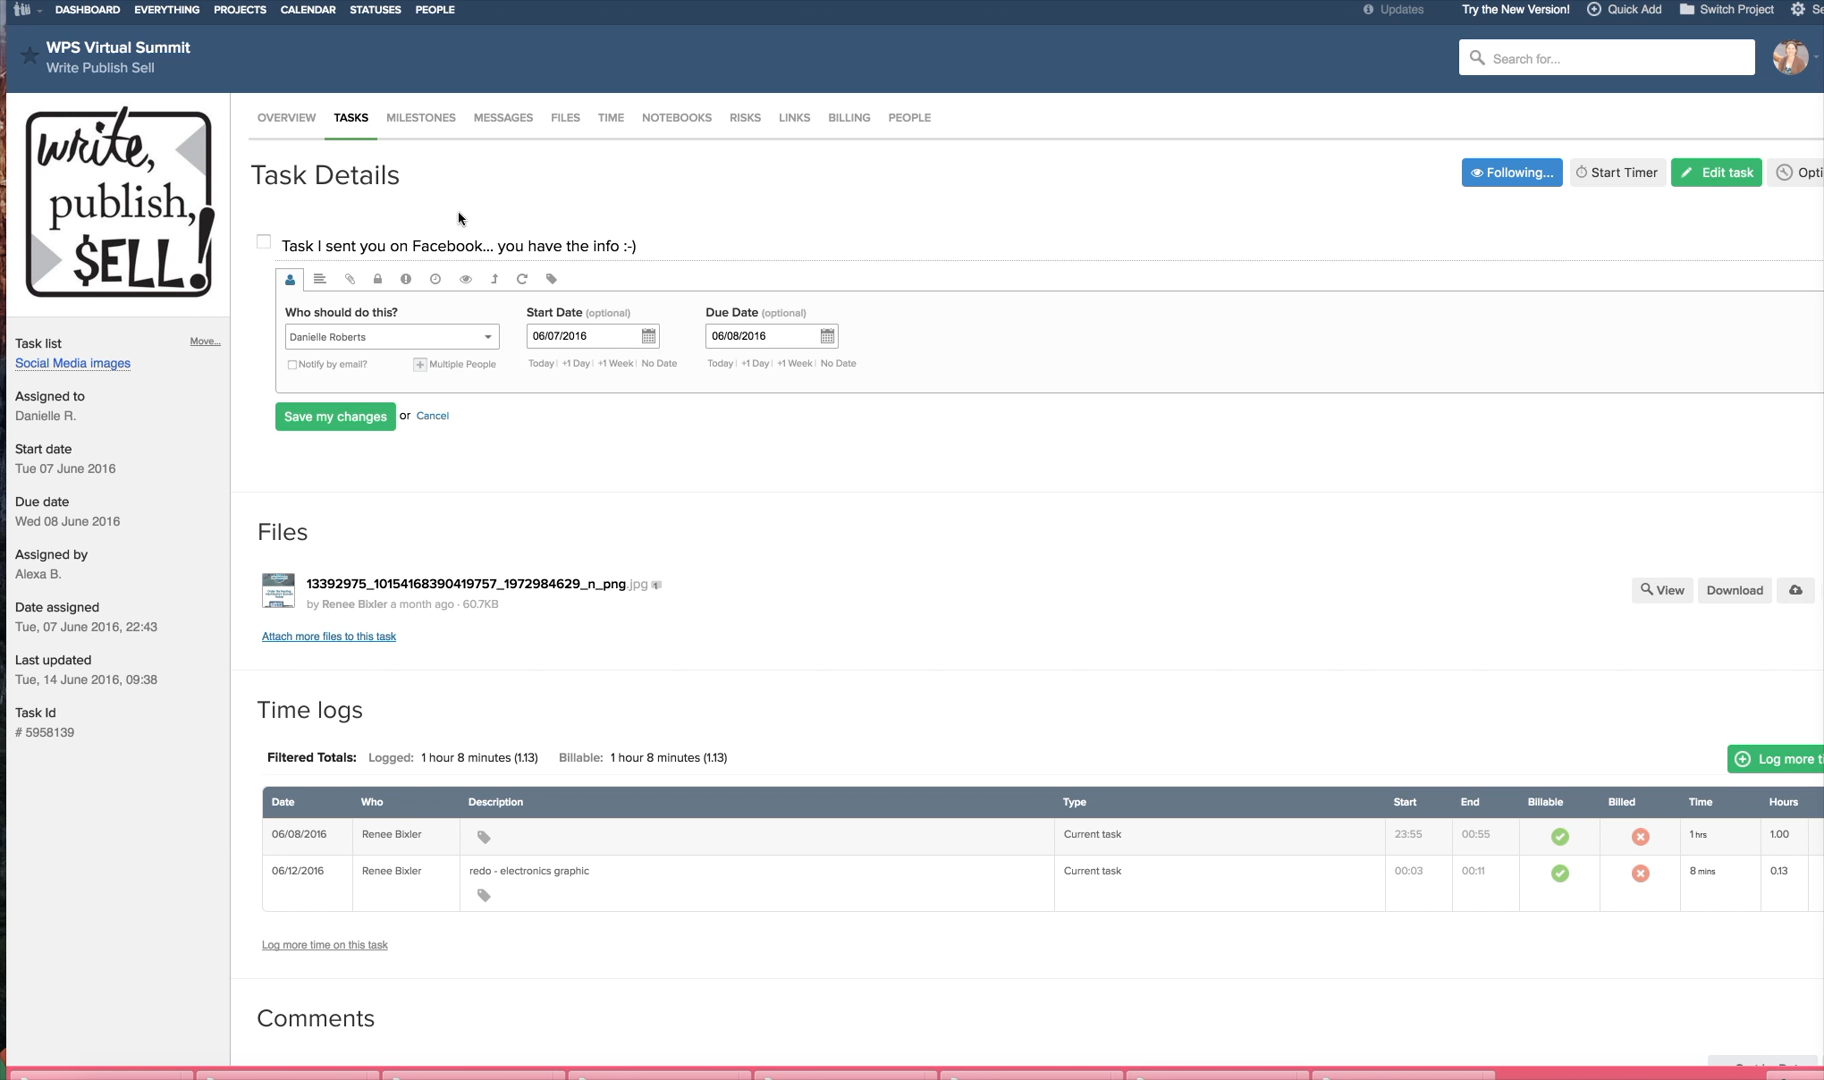 DASHBOARD EVERYTHING PROJECTS CALENDAR STATUSES PEOPLE Updates Try the New Version! Quick Add Switch Project
WPS Virtual Summit
Write Publish Sell
Search for...
write,
publish,
$ELL!
OVERVIEW TASKS MILESTONES MESSAGES FILES TIME NOTEBOOKS RISKS LINKS BILLING PEOPLE
Task Details
Following... Start Timer Edit task Opti
Task I sent you on Facebook... you have the info :-)
Who should do this? Start Date (optional) Due Date (optional)
Danielle Roberts 06/07/2016 06/08/2016
Notify by email? Multiple People Today +1 Day +1 Week No Date Today +1 Day +1 Week No Date
Save my changes or Cancel
Task list Move...
Social Media images
Assigned to
Danielle R.
Start date
Tue 07 June 2016
Due date
Wed 08 June 2016
Assigned by
Alexa B.
Date assigned
Tue, 07 June 2016, 22:43
Last updated
Tue, 14 June 2016, 09:38
Task Id
# 5958139
Files
13392975_10154168390419757_1972984629_n_png.jpg 1
by Renee Bixler a month ago · 60.7KB
View Download
Attach more files to this task
Time logs
Filtered Totals: Logged: 1 hour 8 minutes (1.13) Billable: 1 hour 8 minutes (1.13)
Log more ti
Date Who Description Type Start End Billable Billed Time Hours
06/08/2016 Renee Bixler Current task 23:55 00:55 1 hrs 1.00
06/12/2016 Renee Bixler redo - electronics graphic Current task 00:03 00:11 8 mins 0.13
Log more time on this task
Comments